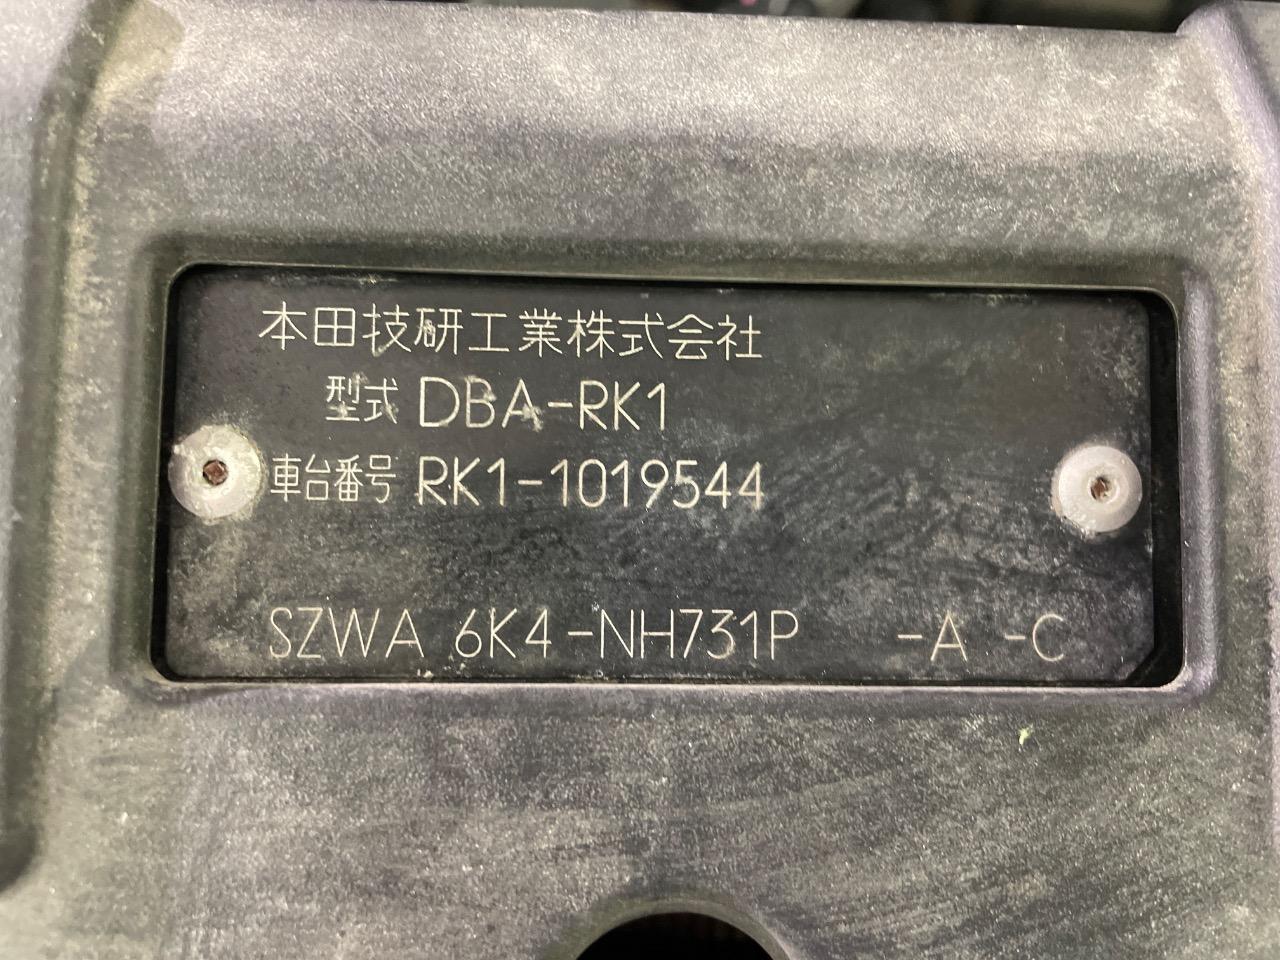 本田技研工業株式会社
型式 DBA-RK1
車台番号 RK1-1019544
SZWA 6K4-NH731P -A -C